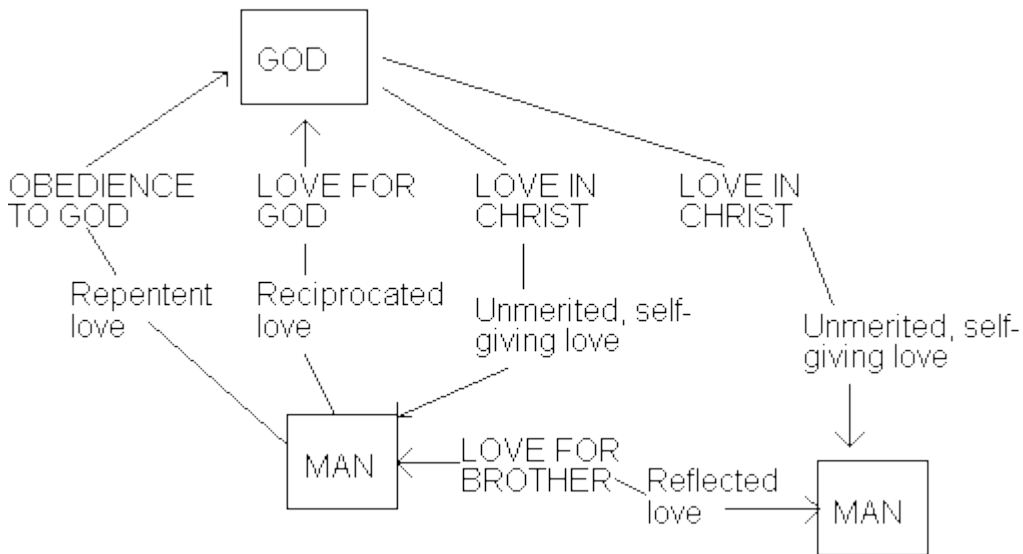 GOD
OBEDIENCE
TO GOD
LOVE FOR
GOD
LOVE IN
CHRIST
LOVE IN
CHRIST
Repentent
love
Reciprocated
love
Unmerited, self-
giving love
Unmerited, self-
giving love
MAN
LOVE FOR
BROTHER
Reflected
love
MAN